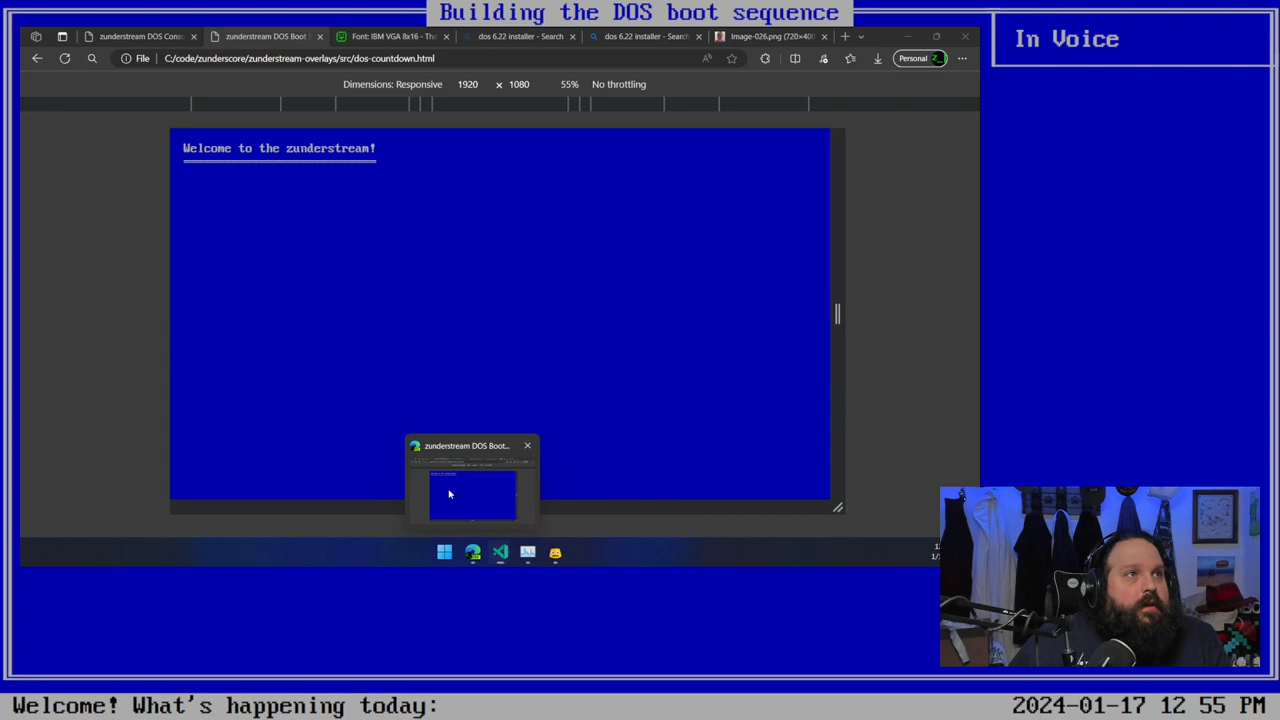 Building the DOS boot sequence
In Voice
zunderstream DOS Conso
zunderstream DOS Boot S
Font: IBM VGA 8x16 - The
dos 6.22 installer - Search
dos 6.22 installer - Search
Image-026.png (720×400
File
C:/code/zunderscore/zunderstream-overlays/src/dos-countdown.html
Personal
Dimensions: Responsive
1920 × 1080
55%
No throttling
Welcome to the zunderstream!
zunderstream DOS Boot...
Welcome! What's happening today:
2024-01-17 12 55 PM